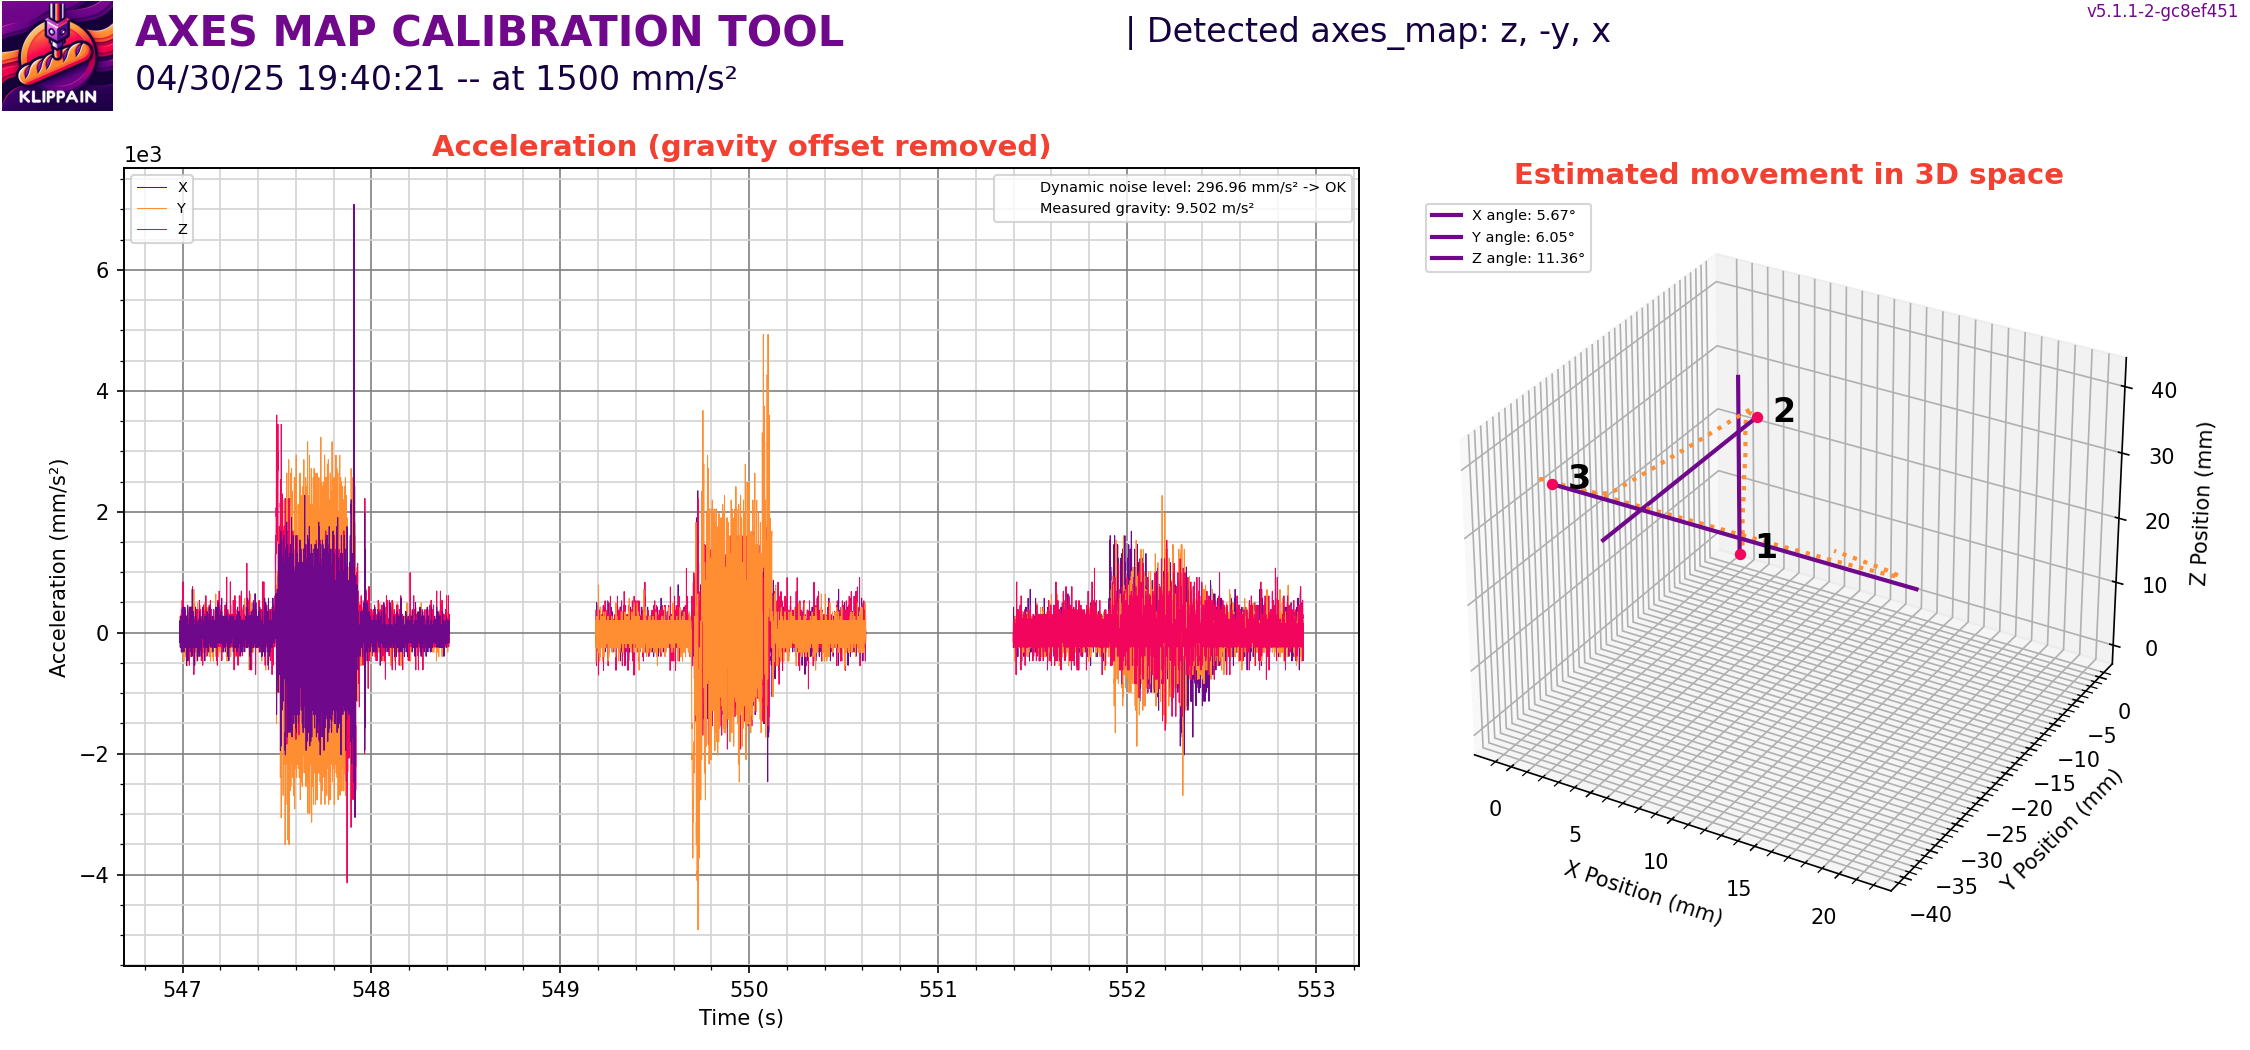 KLIPPAIN
AXES MAP CALIBRATION TOOL
04/30/25 19:40:21 -- at 1500 mm/s²
| Detected axes_map: z, -y, x
v5.1.1-2-gc8ef451
Acceleration (gravity offset removed)
1e3
X
Y
Z
Dynamic noise level: 296.96 mm/s² -> OK
Measured gravity: 9.502 m/s²
6
4
2
0
−2
−4
Acceleration (mm/s²)
547
548
549
550
551
552
553
Time (s)
Estimated movement in 3D space
X angle: 5.67°
Y angle: 6.05°
Z angle: 11.36°
2
3
1
40
30
20
10
0
Z Position (mm)
0
5
10
15
20
X Position (mm)
0
−5
−10
−15
−20
−25
−30
−35
−40
Y Position (mm)